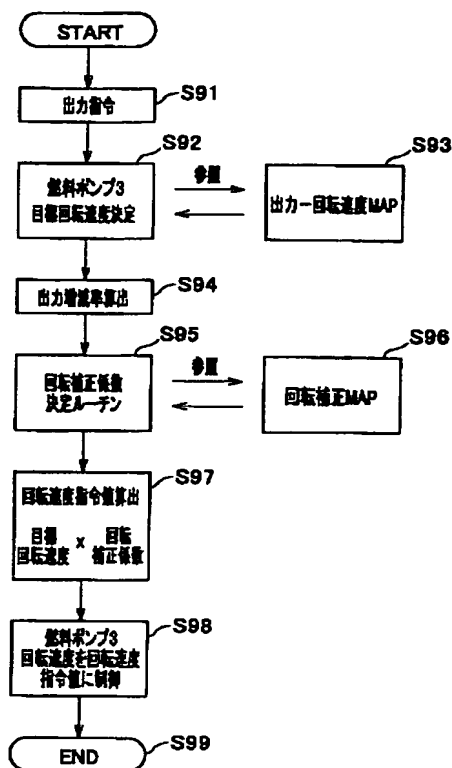 START
出力指令
S91
S92
燃料ポンプ3
目標回転速度決定
参照
S93
出力ー回転速度MAP
出力増減率算出
S94
S95
回転補正係数
決定ルーチン
参照
S96
回転補正MAP
S97
回転速度指令値算出
目標
回転速度
x
回転
補正係数
S98
燃料ポンプ3
回転速度を回転速度
指令値に制御
END
S99